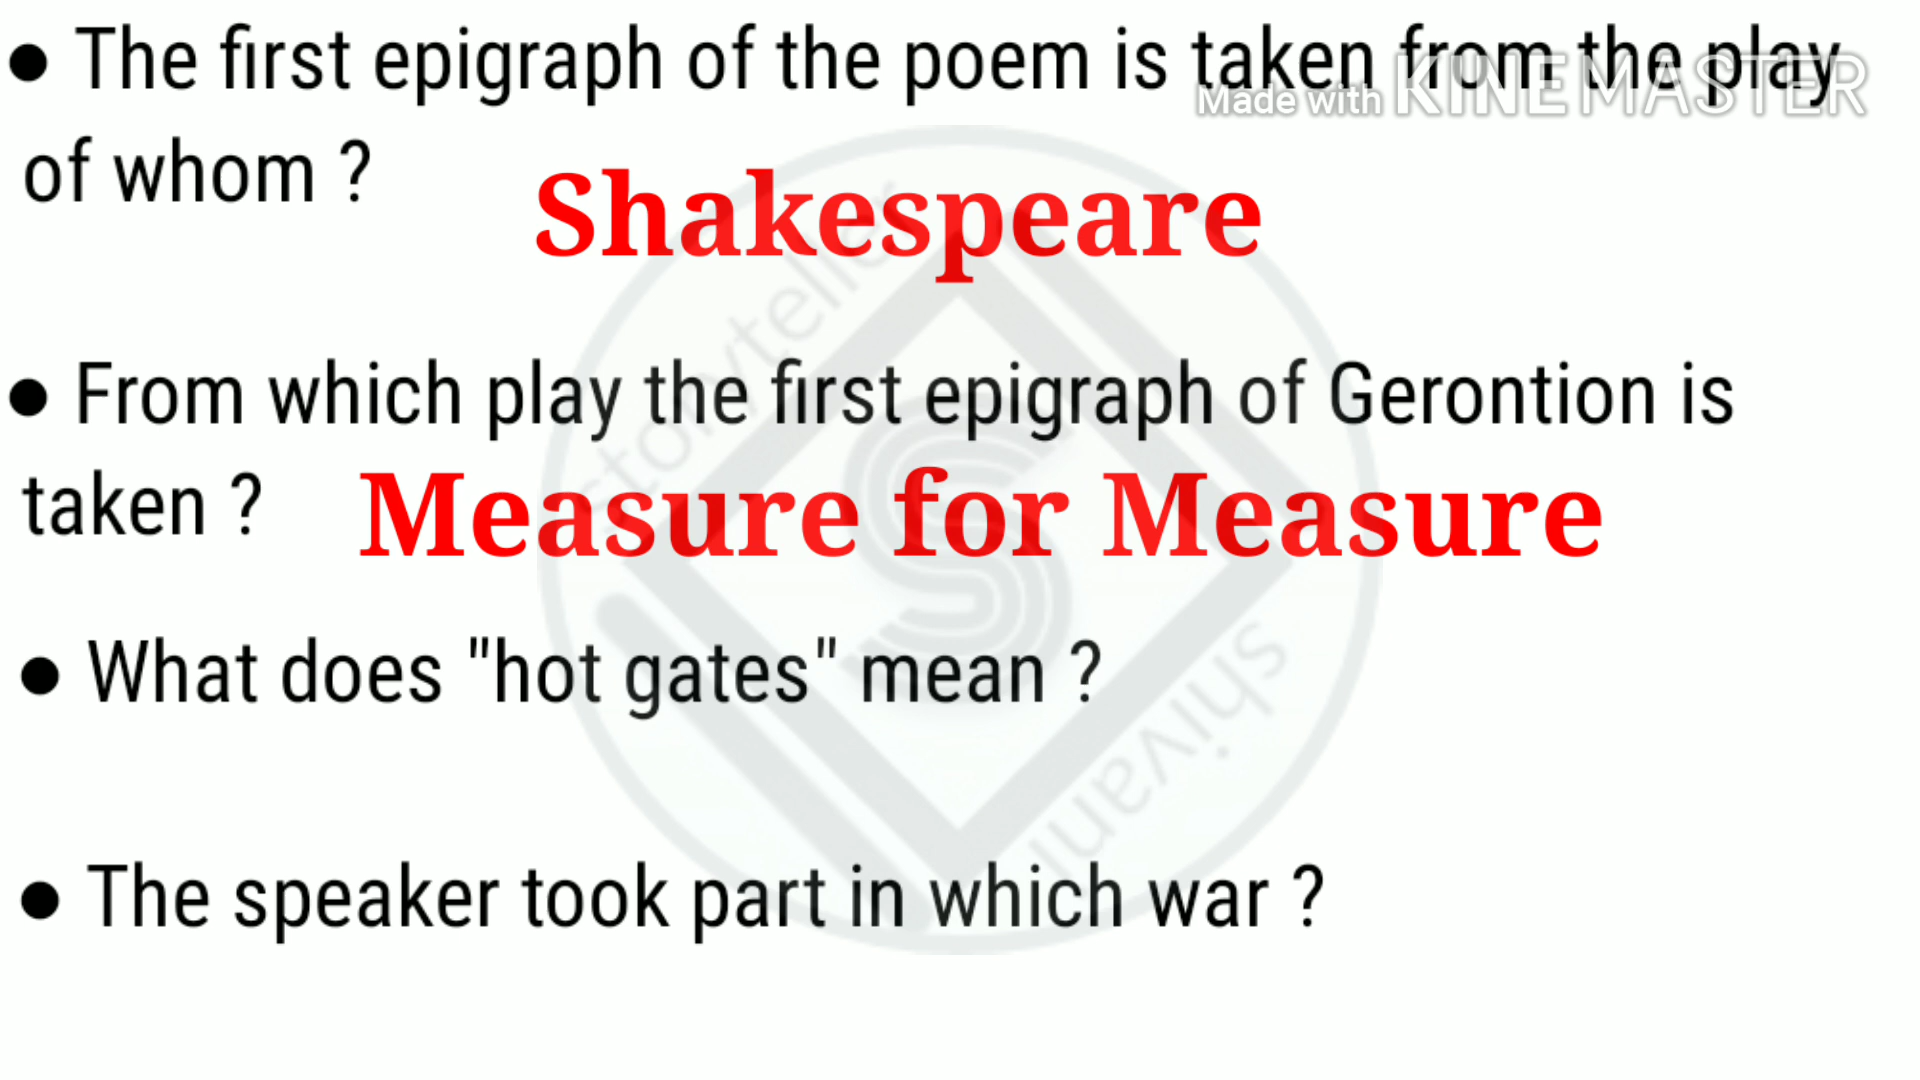 ● The first epigraph of the poem is taken from the play
Made with KINEMASTER
of whom ?
Shakespeare
● From which play the first epigraph of Gerontion is
taken ?
Measure for Measure
● What does "hot gates" mean ?
● The speaker took part in which war ?
storyteller
shivani
S